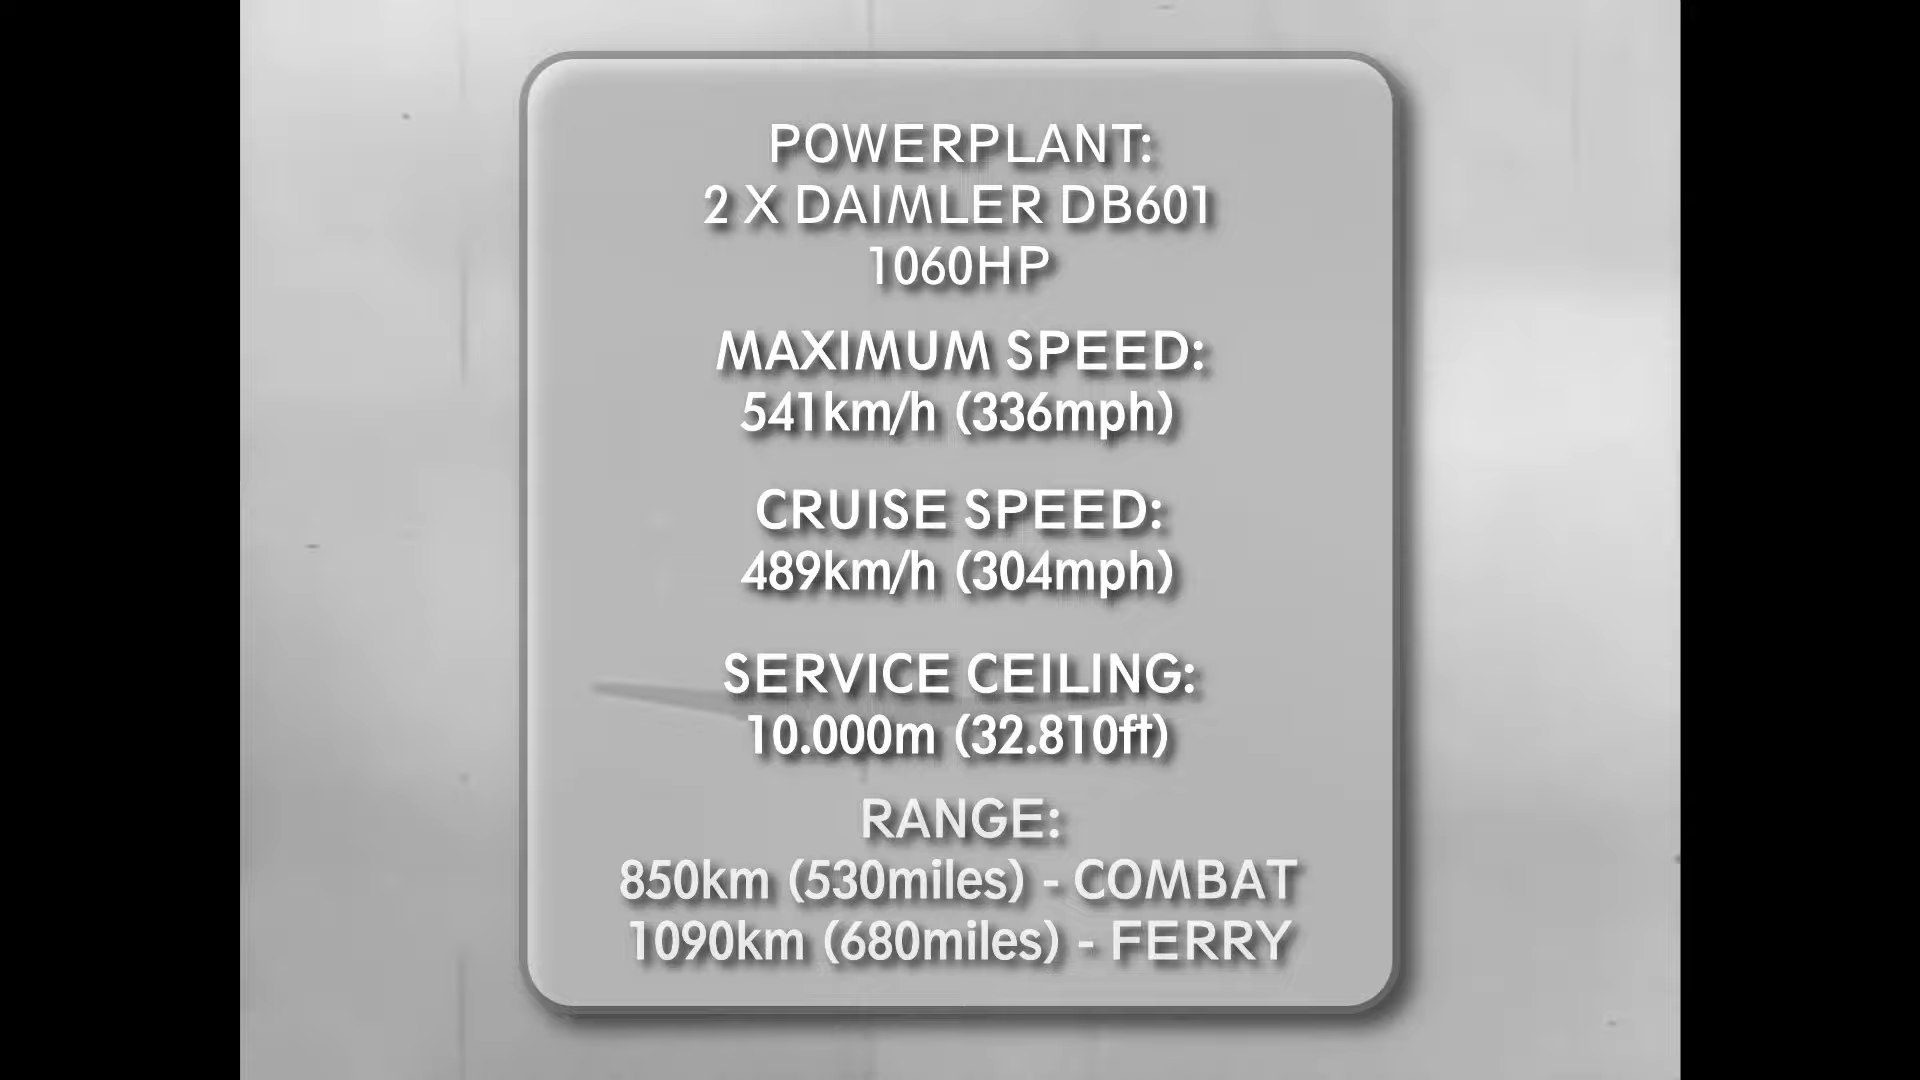 POWERPLANT:
2 X DAIMLER DB601
1060HP
MAXIMUM SPEED:
541km/h (336mph)
CRUISE SPEED:
489km/h (304mph)
SERVICE CEILING:
10.000m (32.810ft)
RANGE:
850km (530miles) - COMBAT
1090km (680miles) - FERRY